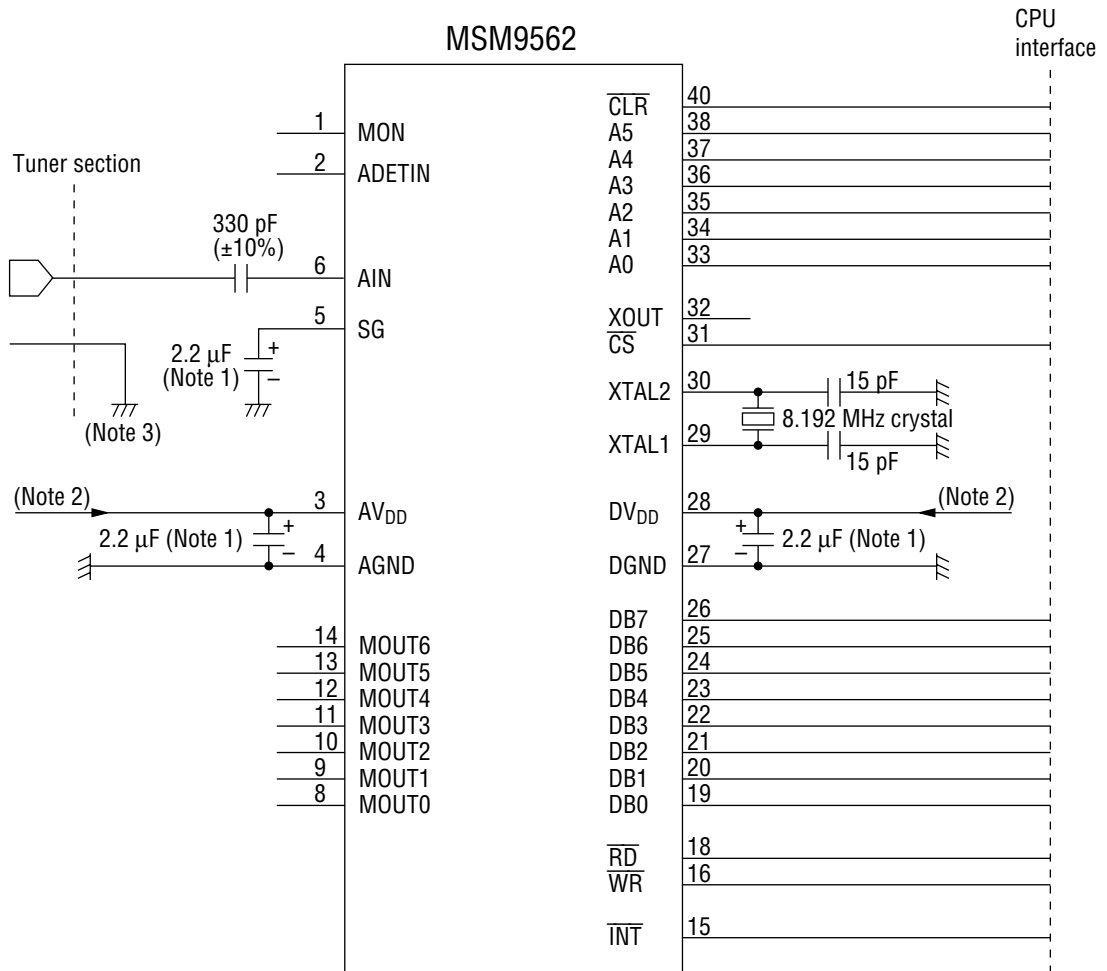 MSM9562
CPU
interface
Tuner section
1 MON
2 ADETIN
330 pF
(±10%)
6 AIN
5 SG
2.2 μF
(Note 1)
+
–
(Note 3)
(Note 2)
3 AVDD
2.2 μF (Note 1)
+
–
4 AGND
14 MOUT6
13 MOUT5
12 MOUT4
11 MOUT3
10 MOUT2
9 MOUT1
8 MOUT0
C̅L̅R̅ 40
A5 38
A4 37
A3 36
A2 35
A1 34
A0 33
XOUT 32
C̅S̅ 31
XTAL2 30
15 pF
8.192 MHz crystal
XTAL1 29
15 pF
DVDD 28
(Note 2)
+
–
2.2 μF (Note 1)
DGND 27
DB7 26
DB6 25
DB5 24
DB4 23
DB3 22
DB2 21
DB1 20
DB0 19
R̅D̅ 18
W̅R̅ 16
I̅N̅T̅ 15